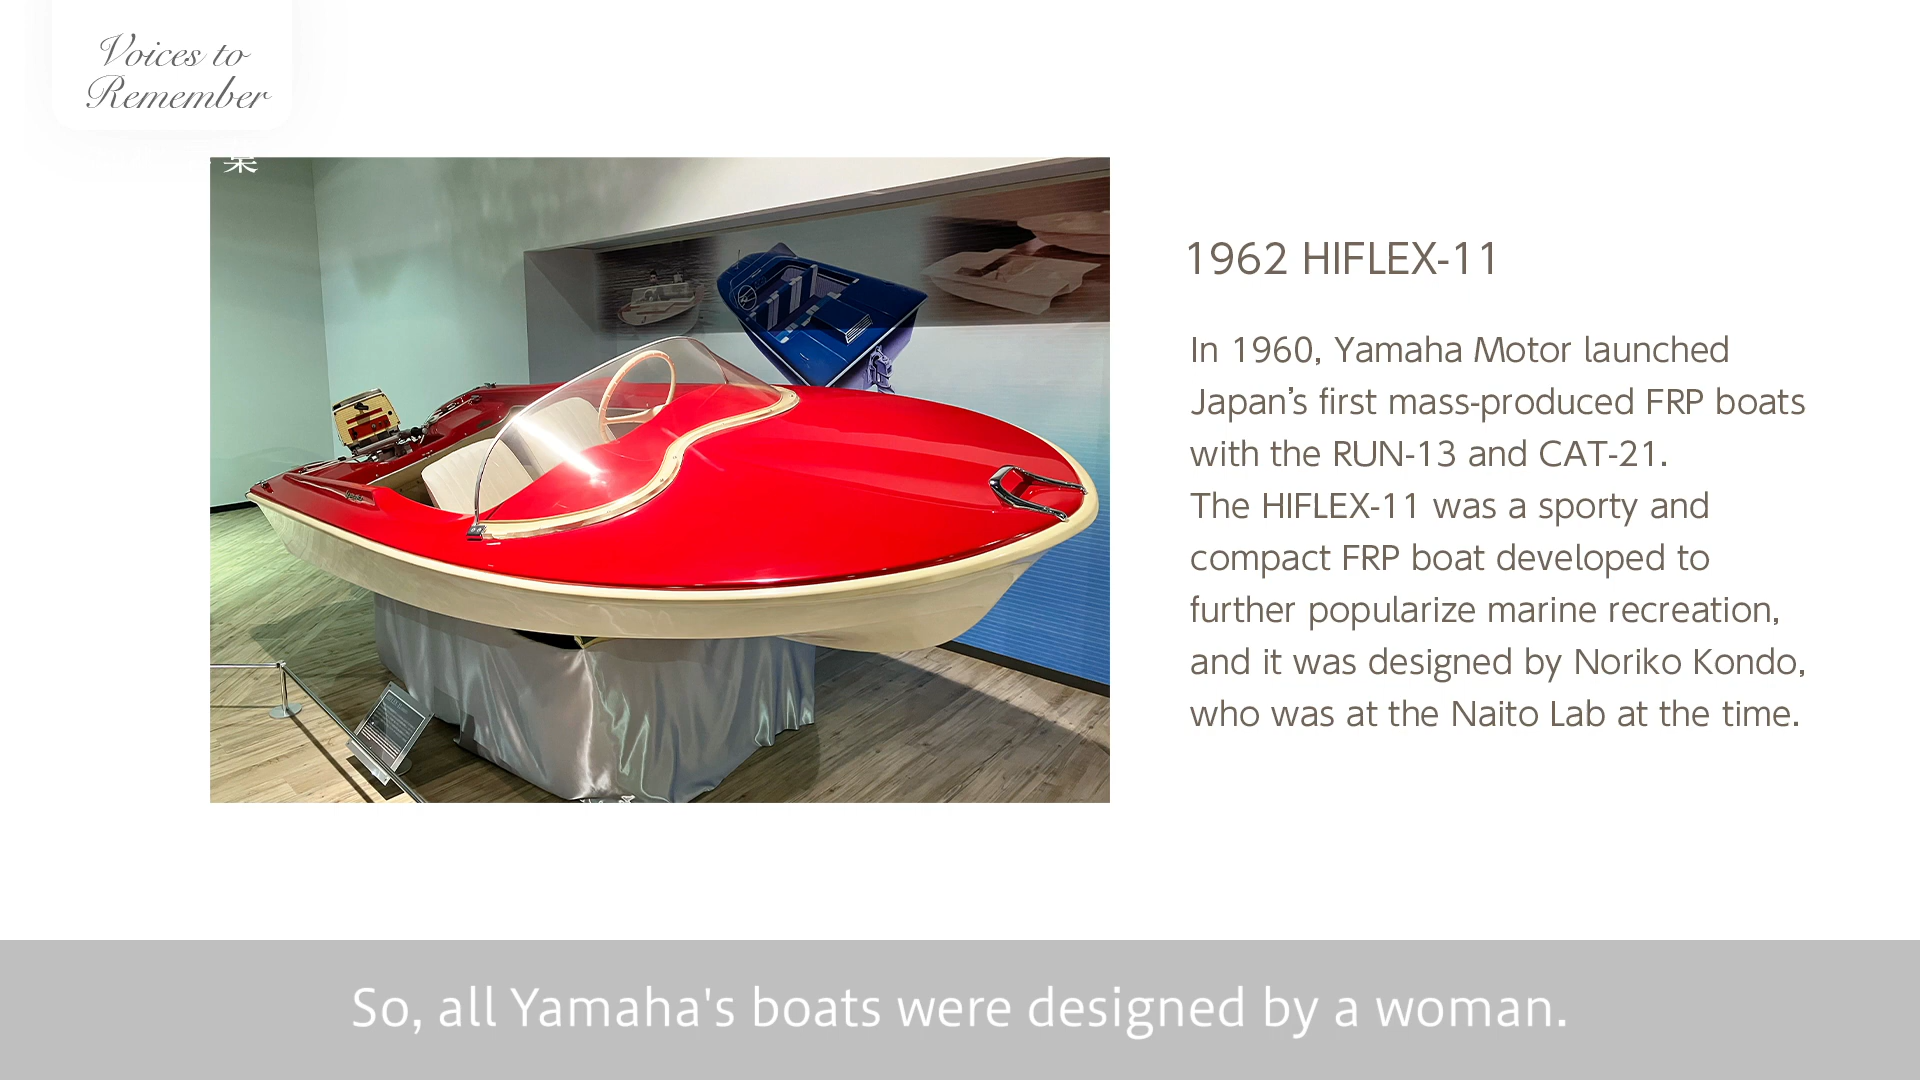 Voices to
Remember
1962 HIFLEX-11
In 1960, Yamaha Motor launched
Japan’s first mass-produced FRP boats
with the RUN-13 and CAT-21.
The HIFLEX-11 was a sporty and
compact FRP boat developed to
further popularize marine recreation,
and it was designed by Noriko Kondo,
who was at the Naito Lab at the time.
So, all Yamaha's boats were designed by a woman.